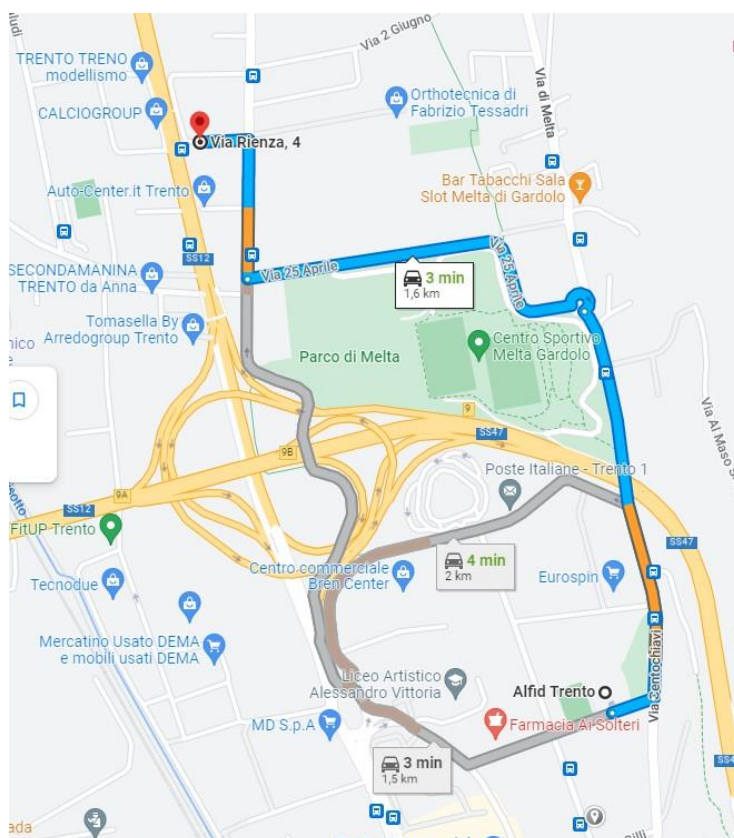 Via 2 Giugno
TRENTO TRENO
modellismo
CALCIOGROUP
Orthotecnica di
Fabrizio Tessadri
Via di Melta
Via Rienza, 4
Auto-Center.it Trento
Bar Tabacchi Sala
Slot Melta di Gardolo
SS12
Via 25 Aprile
Via 25 Aprile
SECONDAMANINA
TRENTO da Anna
3 min
1,6 km
Tomasella By
Arredogroup Trento
Centro Sportivo
Melta Gardolo
Parco di Melta
9
SS47
Via Al Maso S
9B
Poste Italiane - Trento 1
9A
SS12
FitUP Trento
SS47
4 min
2 km
Centro commerciale
Bren Center
Tecnodue
Eurospin
Mercatino Usato DEMA
e mobili usati DEMA
Liceo Artistico
Alessandro Vittoria
Alfid Trento
Via Centochiavi
MD S.p.A
Farmacia Ai Solteri
3 min
1,5 km